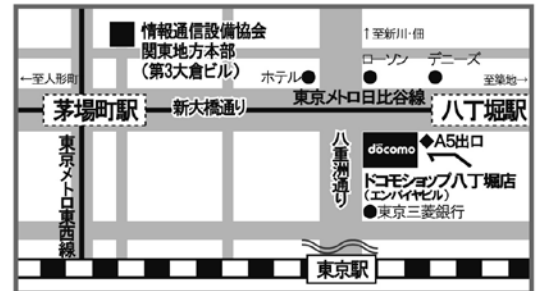 情報通信設備協会
関東地方本部
(第3大倉ビル)
↑至新川・佃
ローソン
デニーズ
←至人形町
ホテル●
至築地→
東京メトロ日比谷線
茅場町駅
新大橋通り
八丁堀駅
東京メトロ東西線
八重洲通り
döcomo
◆A5出口
ドコモショップ八丁堀店
(エンパイヤビル)
●東京三菱銀行
東京駅